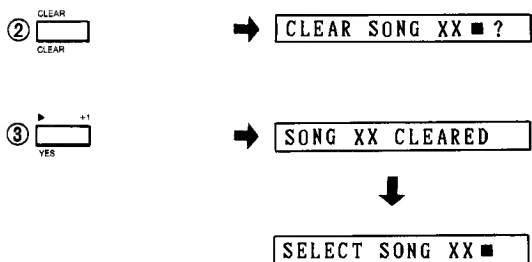 CLEAR
② CLEAR SONG XX ■ ?
CLEAR
▶ +1
③ SONG XX CLEARED
YES
SELECT SONG XX ■